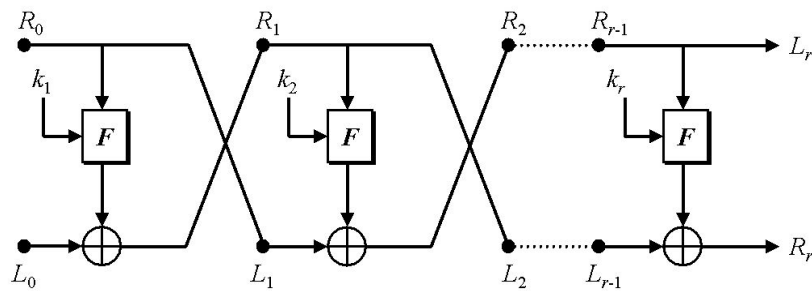 R₀ R₁ R₂ Rᵣ₋₁ Lᵣ
k₁ k₂ kᵣ
F F F
L₀ L₁ L₂ Lᵣ₋₁ Rᵣ